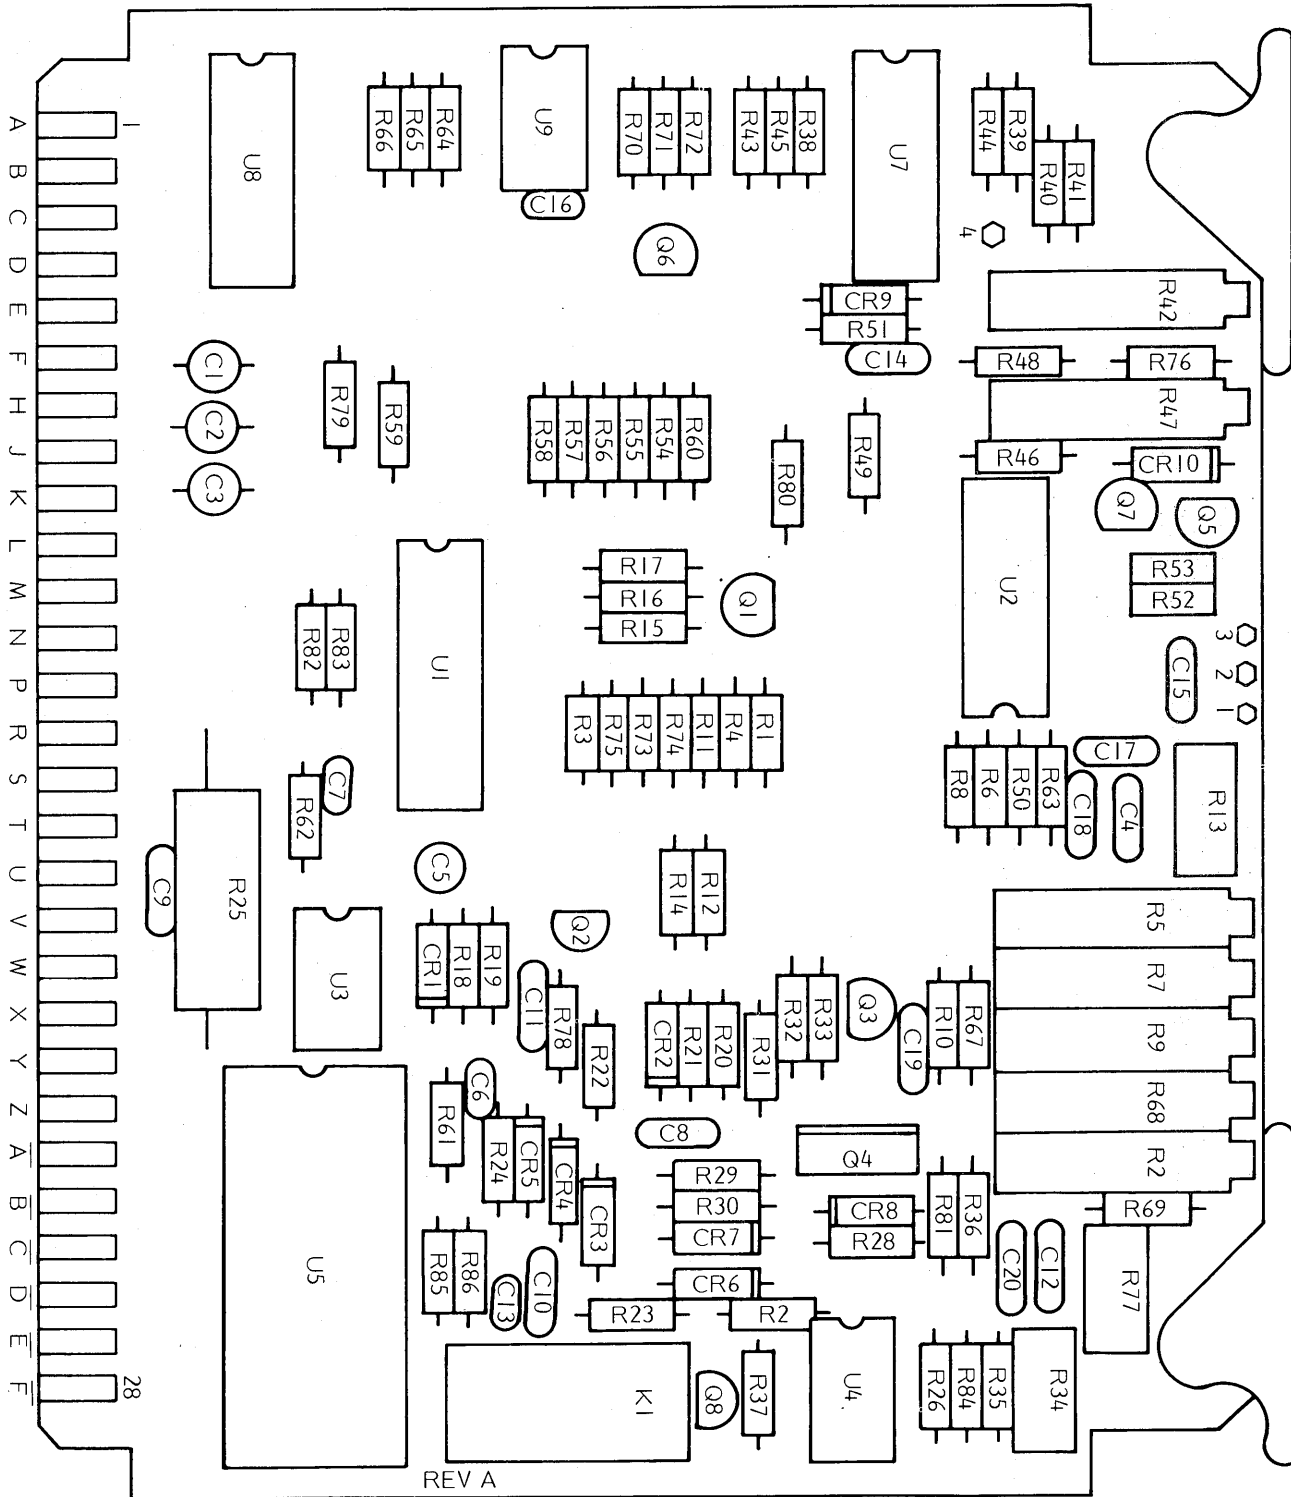 A
1
B
C
D
E
F
H
J
K
L
M
N
P
R
S
T
U
V
W
X
Y
Z
A
B
C
D
E
F
28
U8
R66
R65
R64
U9
C16
R70
R71
R72
Q6
R43
R45
R38
U7
R44
R39
R40
R41
4
R42
CR9
R51
C14
R48
R76
R47
R46
CR10
Q7
Q5
C1
C2
C3
R79
R59
R58
R57
R56
R55
R54
R60
R80
R49
U2
R53
R52
3
2
1
C15
R17
R16
R15
Q1
U1
R82
R83
R3
R75
R73
R74
R11
R4
R1
R8
R6
R50
R63
C17
C18
C4
R13
C7
R62
C5
R25
C9
R14
R12
Q2
U3
CR1
R18
R19
C11
R78
R22
CR2
R21
R20
R31
R32
R33
Q3
C19
R10
R67
R5
R7
R9
R68
R2
R69
C6
R61
R24
CR5
CR4
CR3
C8
R29
R30
CR7
Q4
CR8
R28
R81
R36
C20
C12
R77
U5
R85
R86
C13
C10
CR6
R23
R2
K1
Q8
R37
U4
R26
R84
R35
R34
REV A